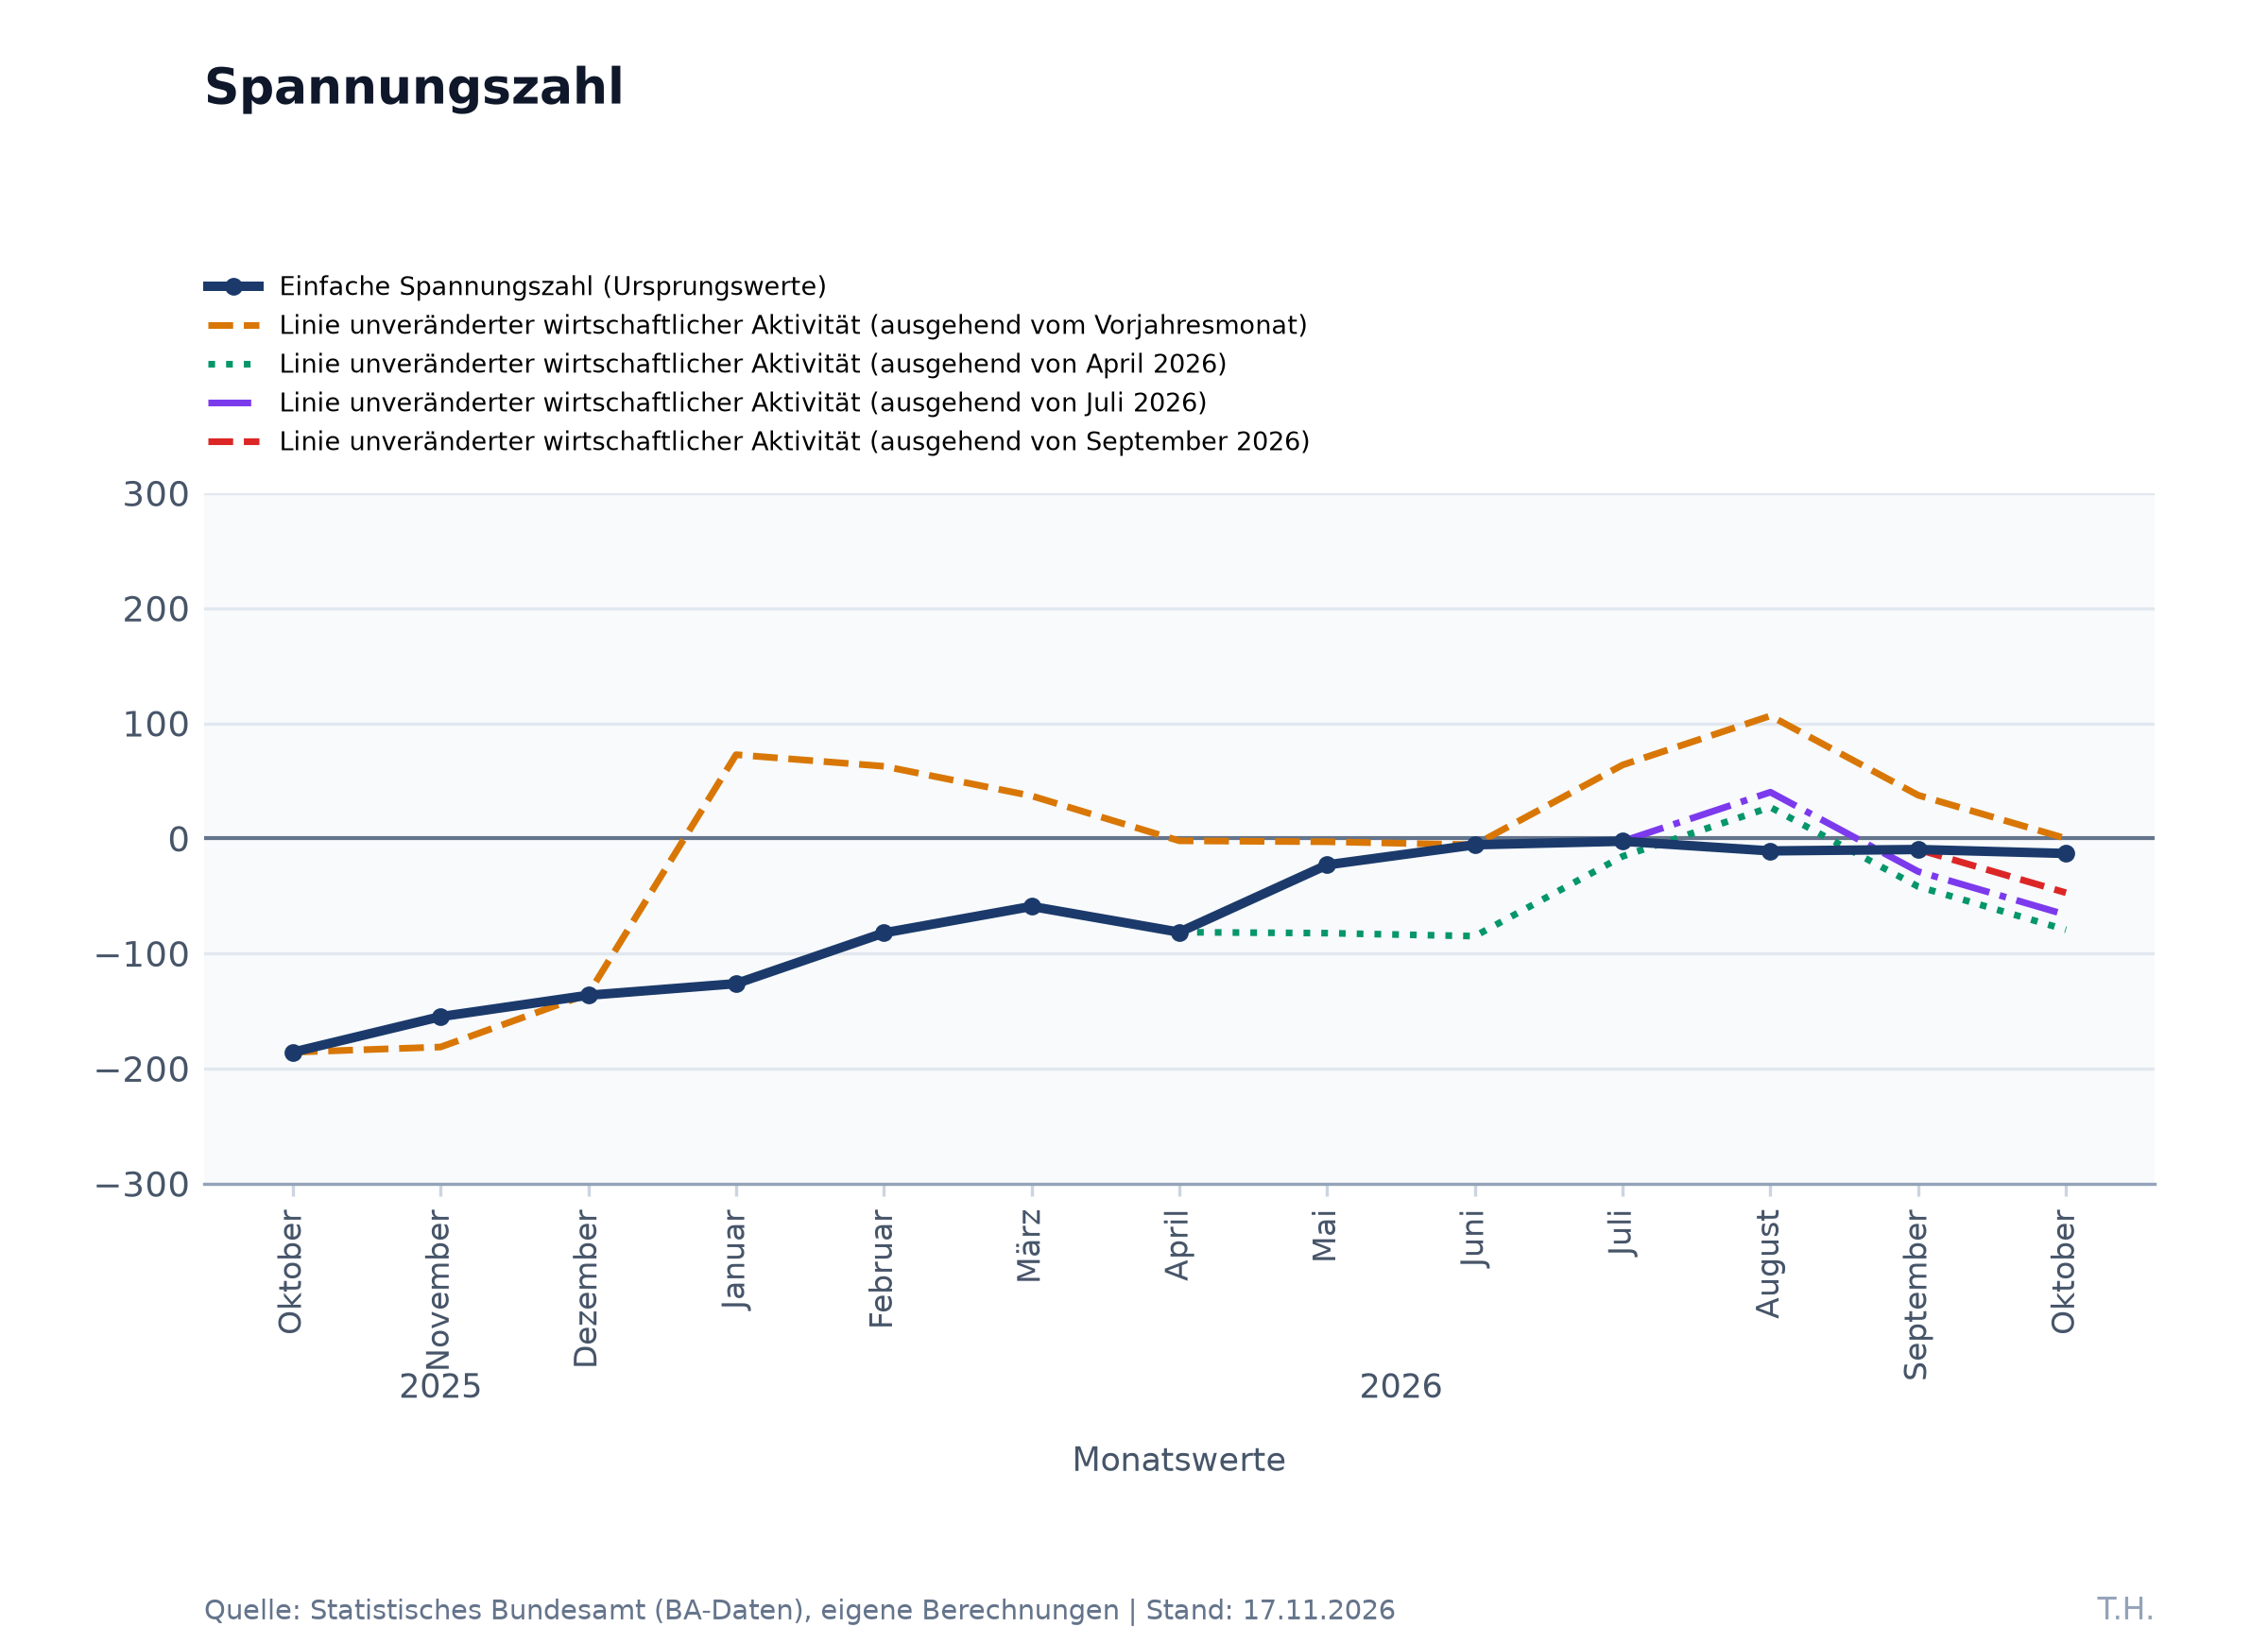 Spannungszahl
Einfache Spannungszahl (Ursprungswerte)
Linie unveränderter wirtschaftlicher Aktivität (ausgehend vom Vorjahresmonat)
Linie unveränderter wirtschaftlicher Aktivität (ausgehend von April 2026)
Linie unveränderter wirtschaftlicher Aktivität (ausgehend von Juli 2026)
Linie unveränderter wirtschaftlicher Aktivität (ausgehend von September 2026)
300
200
100
0
−100
−200
−300
Oktober
November
Dezember
Januar
Februar
März
April
Mai
Juni
Juli
August
September
Oktober
2025
2026
Monatswerte
Quelle: Statistisches Bundesamt (BA-Daten), eigene Berechnungen | Stand: 17.11.2026
T.H.